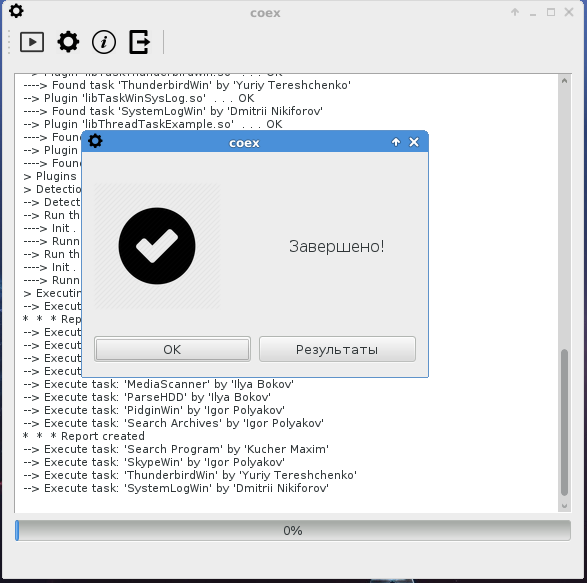 coex
--> Plugin 'libTaskThunderbirdWin.so' . . . OK
----> Found task 'ThunderbirdWin' by 'Yuriy Tereshchenko'
--> Plugin 'libTaskWinSysLog.so' . . . OK
----> Found task 'SystemLogWin' by 'Dmitrii Nikiforov'
--> Plugin 'libThreadTaskExample.so' . . . OK
----> Foun
--> Plugin
----> Foun
> Plugins
> Detectio
--> Detect
--> Run th
----> Init .
----> Runn
--> Run th
----> Init .
----> Runn
> Executin
--> Execut
* * * Rep
--> Execut
--> Execut
--> Execut
--> Execut
coex
Завершено!
OK
Результаты
--> Execute task: 'MediaScanner' by 'Ilya Bokov'
--> Execute task: 'ParseHDD' by 'Ilya Bokov'
--> Execute task: 'PidginWin' by 'Igor Polyakov'
--> Execute task: 'Search Archives' by 'Igor Polyakov'
* * * Report created
--> Execute task: 'Search Program' by 'Kucher Maxim'
--> Execute task: 'SkypeWin' by 'Igor Polyakov'
--> Execute task: 'ThunderbirdWin' by 'Yuriy Tereshchenko'
--> Execute task: 'SystemLogWin' by 'Dmitrii Nikiforov'
0%